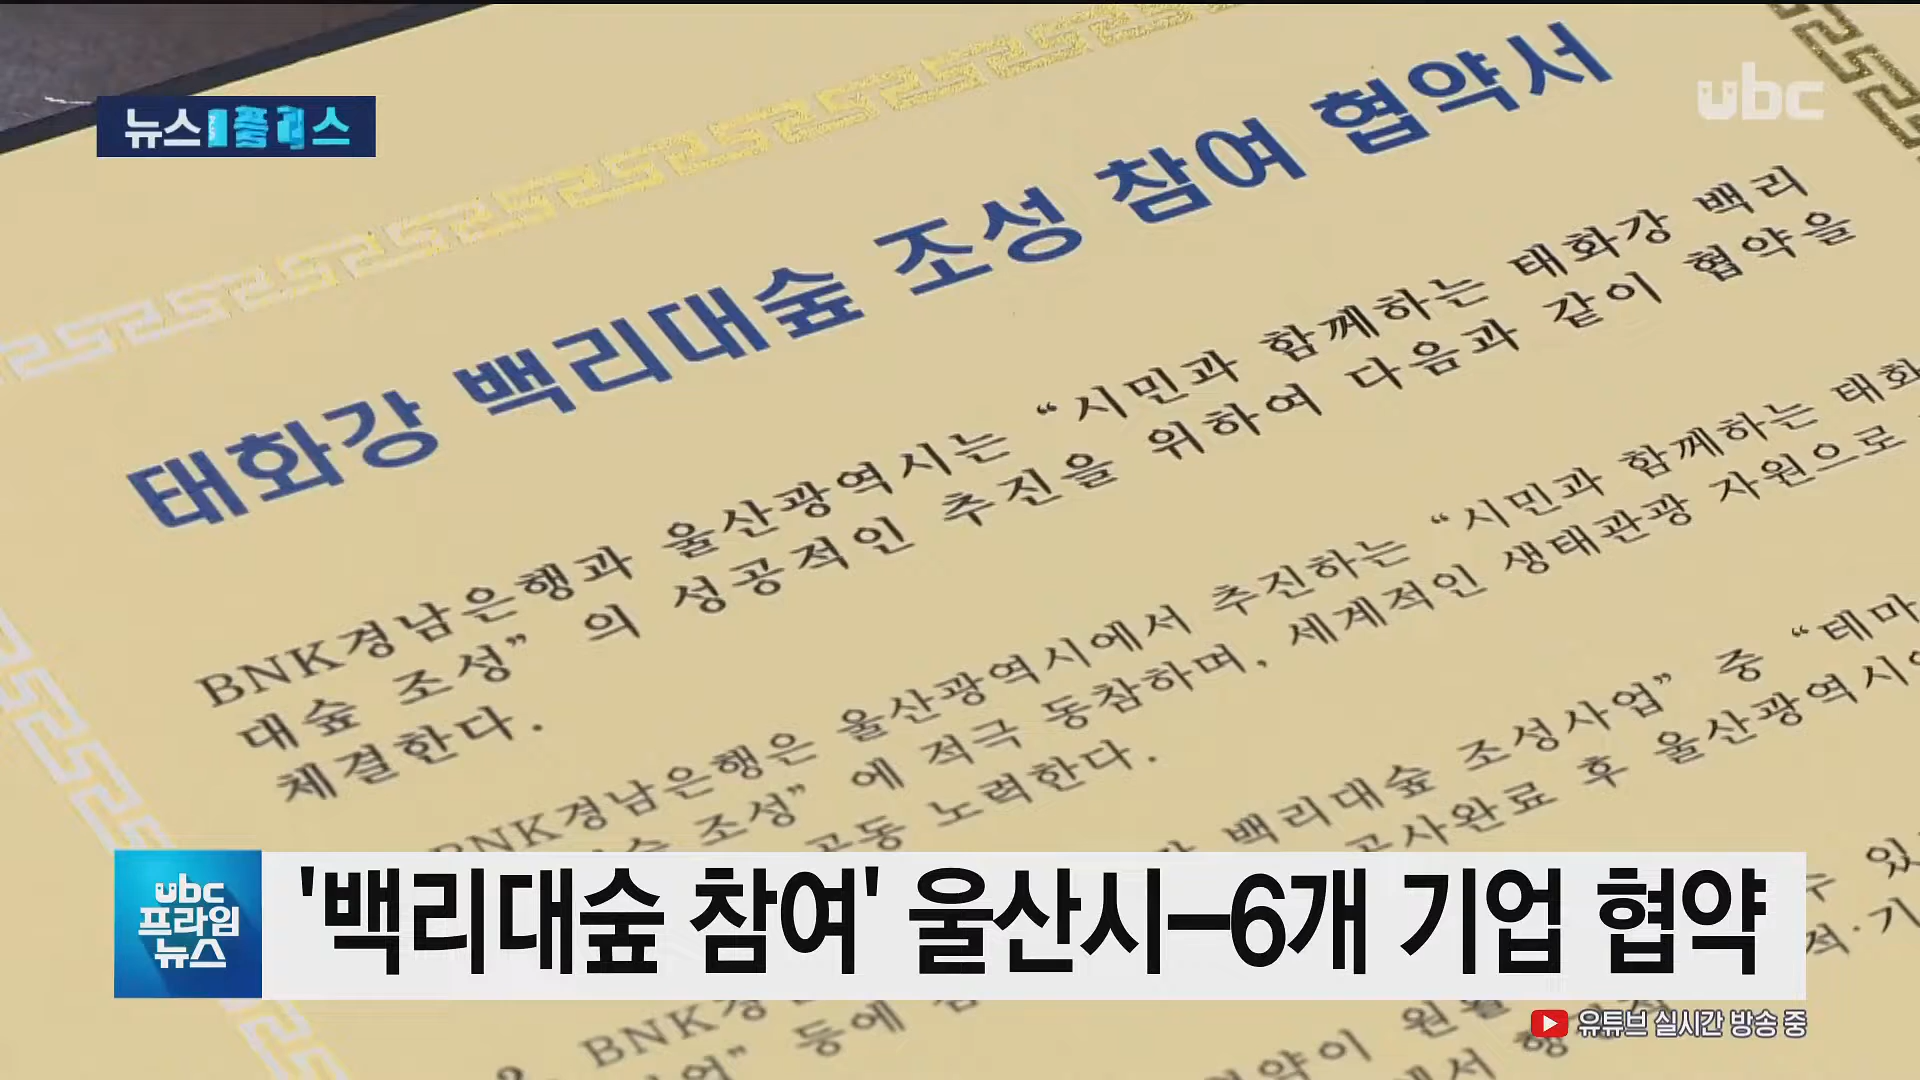 뉴스플러스
ubc
태화강 백리대숲 조성 참여 협약서
BNK경남은행과 울산광역시는 “시민과 함께하는 태화강 백리
대숲 조성” 의 성공적인 추진을 위하여 다음과 같이 협약을
체결한다.
BNK경남은행은 울산광역시에서 추진하는 “시민과 함께하는 태화
조성” 에 적극 동참하며, 세계적인 생태관광 자원으로
공동 노력한다.
백리대숲 조성사업” 중 “테마
공사완료 후 울산광역시
있
적·기
ubc
프라임
뉴스
'백리대숲 참여' 울산시-6개 기업 협약
BNK경
등에
유튜브 실시간 방송 중